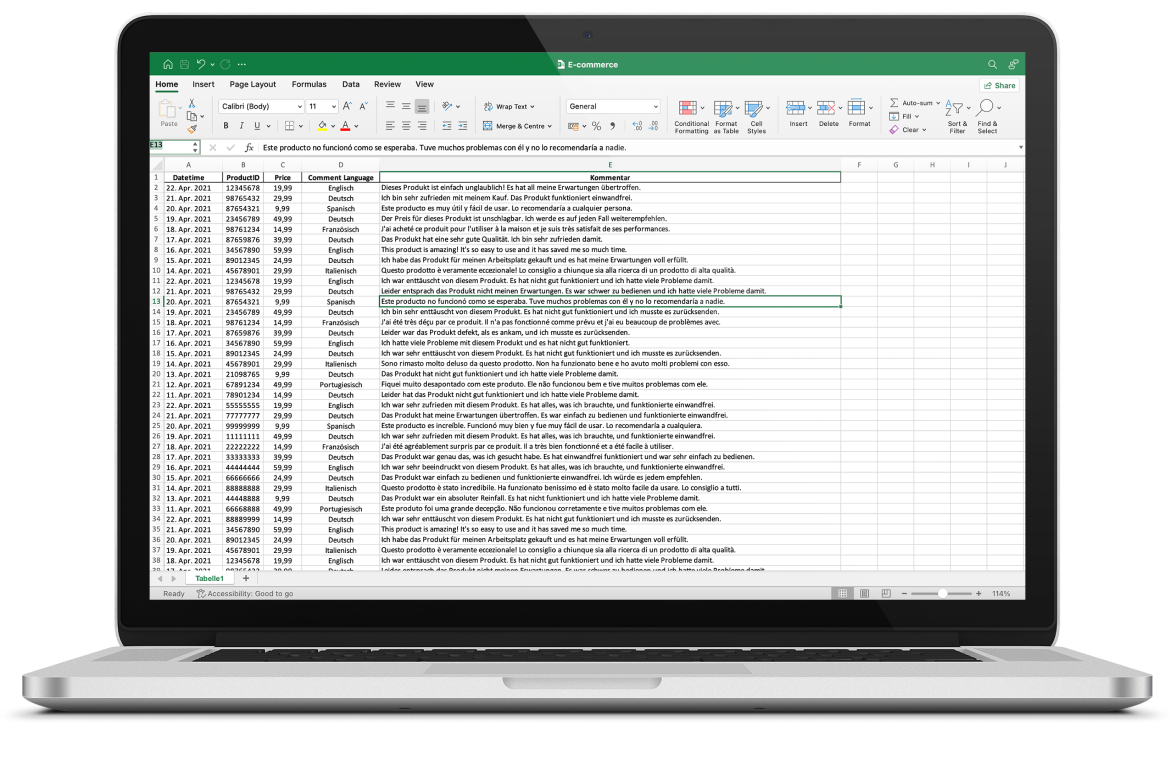 E-commerce
Home Insert Page Layout Formulas Data Review View
Share
Paste
Calibri (Body) 11
B I U
Wrap Text
Merge & Centre
General
Conditional Formatting
Format as Table
Cell Styles
Insert Delete Format
Auto-sum
Fill
Clear
Sort & Filter
Find & Select
E13 fx Este producto no funcionó como se esperaba. Tuve muchos problemas con él y no lo recomendaría a nadie.
A B C D E F G H I J
1 Datetime ProductID Price Comment Language Kommentar
2 22. Apr. 2021 12345678 19,99 Englisch Dieses Produkt ist einfach unglaublich! Es hat all meine Erwartungen übertroffen.
3 21. Apr. 2021 98765432 29,99 Deutsch Ich bin sehr zufrieden mit meinem Kauf. Das Produkt funktioniert einwandfrei.
4 20. Apr. 2021 87654321 9,99 Spanisch Este producto es muy útil y fácil de usar. Lo recomendaría a cualquier persona.
5 19. Apr. 2021 23456789 49,99 Deutsch Der Preis für dieses Produkt ist unschlagbar. Ich werde es auf jeden Fall weiterempfehlen.
6 18. Apr. 2021 98761234 14,99 Französisch J'ai acheté ce produit pour l'utiliser à la maison et je suis très satisfait de ses performances.
7 17. Apr. 2021 87659876 39,99 Deutsch Das Produkt hat eine sehr gute Qualität. Ich bin sehr zufrieden damit.
8 16. Apr. 2021 34567890 59,99 Englisch This product is amazing! It's so easy to use and it has saved me so much time.
9 15. Apr. 2021 89012345 24,99 Deutsch Ich habe das Produkt für meinen Arbeitsplatz gekauft und es hat meine Erwartungen voll erfüllt.
10 14. Apr. 2021 45678901 29,99 Italienisch Questo prodotto è veramente eccezionale! Lo consiglio a chiunque sia alla ricerca di un prodotto di alta qualità.
11 22. Apr. 2021 12345678 19,99 Englisch Ich war enttäuscht von diesem Produkt. Es hat nicht gut funktioniert und ich hatte viele Probleme damit.
12 21. Apr. 2021 98765432 29,99 Deutsch Leider entsprach das Produkt nicht meinen Erwartungen. Es war schwer zu bedienen und ich hatte viele Probleme damit.
13 20. Apr. 2021 87654321 9,99 Spanisch Este producto no funcionó como se esperaba. Tuve muchos problemas con él y no lo recomendaría a nadie.
14 19. Apr. 2021 23456789 49,99 Deutsch Ich bin sehr enttäuscht von diesem Produkt. Es hat nicht gut funktioniert und ich musste es zurücksenden.
15 18. Apr. 2021 98761234 14,99 Französisch J'ai été très déçu par ce produit. Il n'a pas fonctionné comme prévu et j'ai eu beaucoup de problèmes avec.
16 17. Apr. 2021 87659876 39,99 Deutsch Leider war das Produkt defekt, als es ankam, und ich musste es zurücksenden.
17 16. Apr. 2021 34567890 59,99 Englisch Ich hatte viele Probleme mit diesem Produkt und es hat nicht gut funktioniert.
18 15. Apr. 2021 89012345 24,99 Deutsch Ich war sehr enttäuscht von diesem Produkt. Es hat nicht gut funktioniert und ich musste es zurücksenden.
19 14. Apr. 2021 45678901 29,99 Italienisch Sono rimasto molto deluso da questo prodotto. Non ha funzionato bene e ho avuto molti problemi con esso.
20 13. Apr. 2021 21098765 9,99 Deutsch Das Produkt hat nicht gut funktioniert und ich hatte viele Probleme damit.
21 12. Apr. 2021 67891234 49,99 Portugiesisch Fiquei muito desapontado com este produto. Ele não funcionou bem e tive muitos problemas com ele.
22 11. Apr. 2021 78901234 14,99 Deutsch Leider hat das Produkt nicht gut funktioniert und ich hatte viele Probleme damit.
23 22. Apr. 2021 55555555 19,99 Englisch Ich war sehr zufrieden mit diesem Produkt. Es hat alles, was ich brauchte, und funktionierte einwandfrei.
24 21. Apr. 2021 77777777 29,99 Deutsch Das Produkt hat meine Erwartungen übertroffen. Es war einfach zu bedienen und funktionierte einwandfrei.
25 20. Apr. 2021 99999999 9,99 Spanisch Este producto es increíble. Funcionó muy bien y fue muy fácil de usar. Lo recomendaría a cualquiera.
26 19. Apr. 2021 11111111 49,99 Deutsch Ich war sehr zufrieden mit diesem Produkt. Es hat alles, was ich brauchte, und funktionierte einwandfrei.
27 18. Apr. 2021 22222222 14,99 Französisch J'ai été agréablement surpris par ce produit. Il a très bien fonctionné et a été facile à utiliser.
28 17. Apr. 2021 33333333 39,99 Deutsch Das Produkt war genau das, was ich gesucht habe. Es hat einwandfrei funktioniert und war sehr einfach zu bedienen.
29 16. Apr. 2021 44444444 59,99 Englisch Ich war sehr beeindruckt von diesem Produkt. Es hat alles, was ich brauchte, und funktionierte einwandfrei.
30 15. Apr. 2021 66666666 24,99 Deutsch Das Produkt war einfach zu bedienen und funktionierte einwandfrei. Ich würde es jedem empfehlen.
31 14. Apr. 2021 88888888 29,99 Italienisch Questo prodotto è stato incredibile. Ha funzionato benissimo ed è stato molto facile da usare. Lo consiglio a tutti.
32 13. Apr. 2021 44448888 9,99 Deutsch Das Produkt war ein absoluter Reinfall. Es hat nicht funktioniert und ich hatte viele Probleme damit.
33 11. Apr. 2021 66668888 49,99 Portugiesisch Este produto foi uma grande decepção. Não funcionou corretamente e tive muitos problemas com ele.
34 22. Apr. 2021 88889999 14,99 Deutsch Ich war sehr enttäuscht von diesem Produkt. Es hat nicht gut funktioniert und ich musste es zurücksenden.
35 21. Apr. 2021 34567890 59,99 Englisch This product is amazing! It's so easy to use and it has saved me so much time.
36 20. Apr. 2021 89012345 24,99 Deutsch Ich habe das Produkt für meinen Arbeitsplatz gekauft und es hat meine Erwartungen voll erfüllt.
37 19. Apr. 2021 45678901 29,99 Italienisch Questo prodotto è veramente eccezionale! Lo consiglio a chiunque sia alla ricerca di un prodotto di alta qualità.
38 18. Apr. 2021 12345678 19,99 Englisch Ich war enttäuscht von diesem Produkt. Es hat nicht gut funktioniert und ich hatte viele Probleme damit.
Tabelle1 +
Ready Accessibility: Good to go 114%